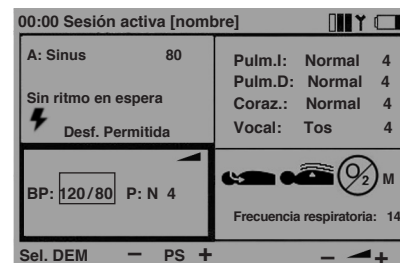 00:00 Sesión activa [nombre]
A: Sinus 80
Sin ritmo en espera
Desf. Permitida
Pulm.I: Normal 4
Pulm.D: Normal 4
Coraz.: Normal 4
Vocal: Tos 4
BP: 120/80 P: N 4
O2 M
Frecuencia respiratoria: 14
Sel. DEM − PS + − +